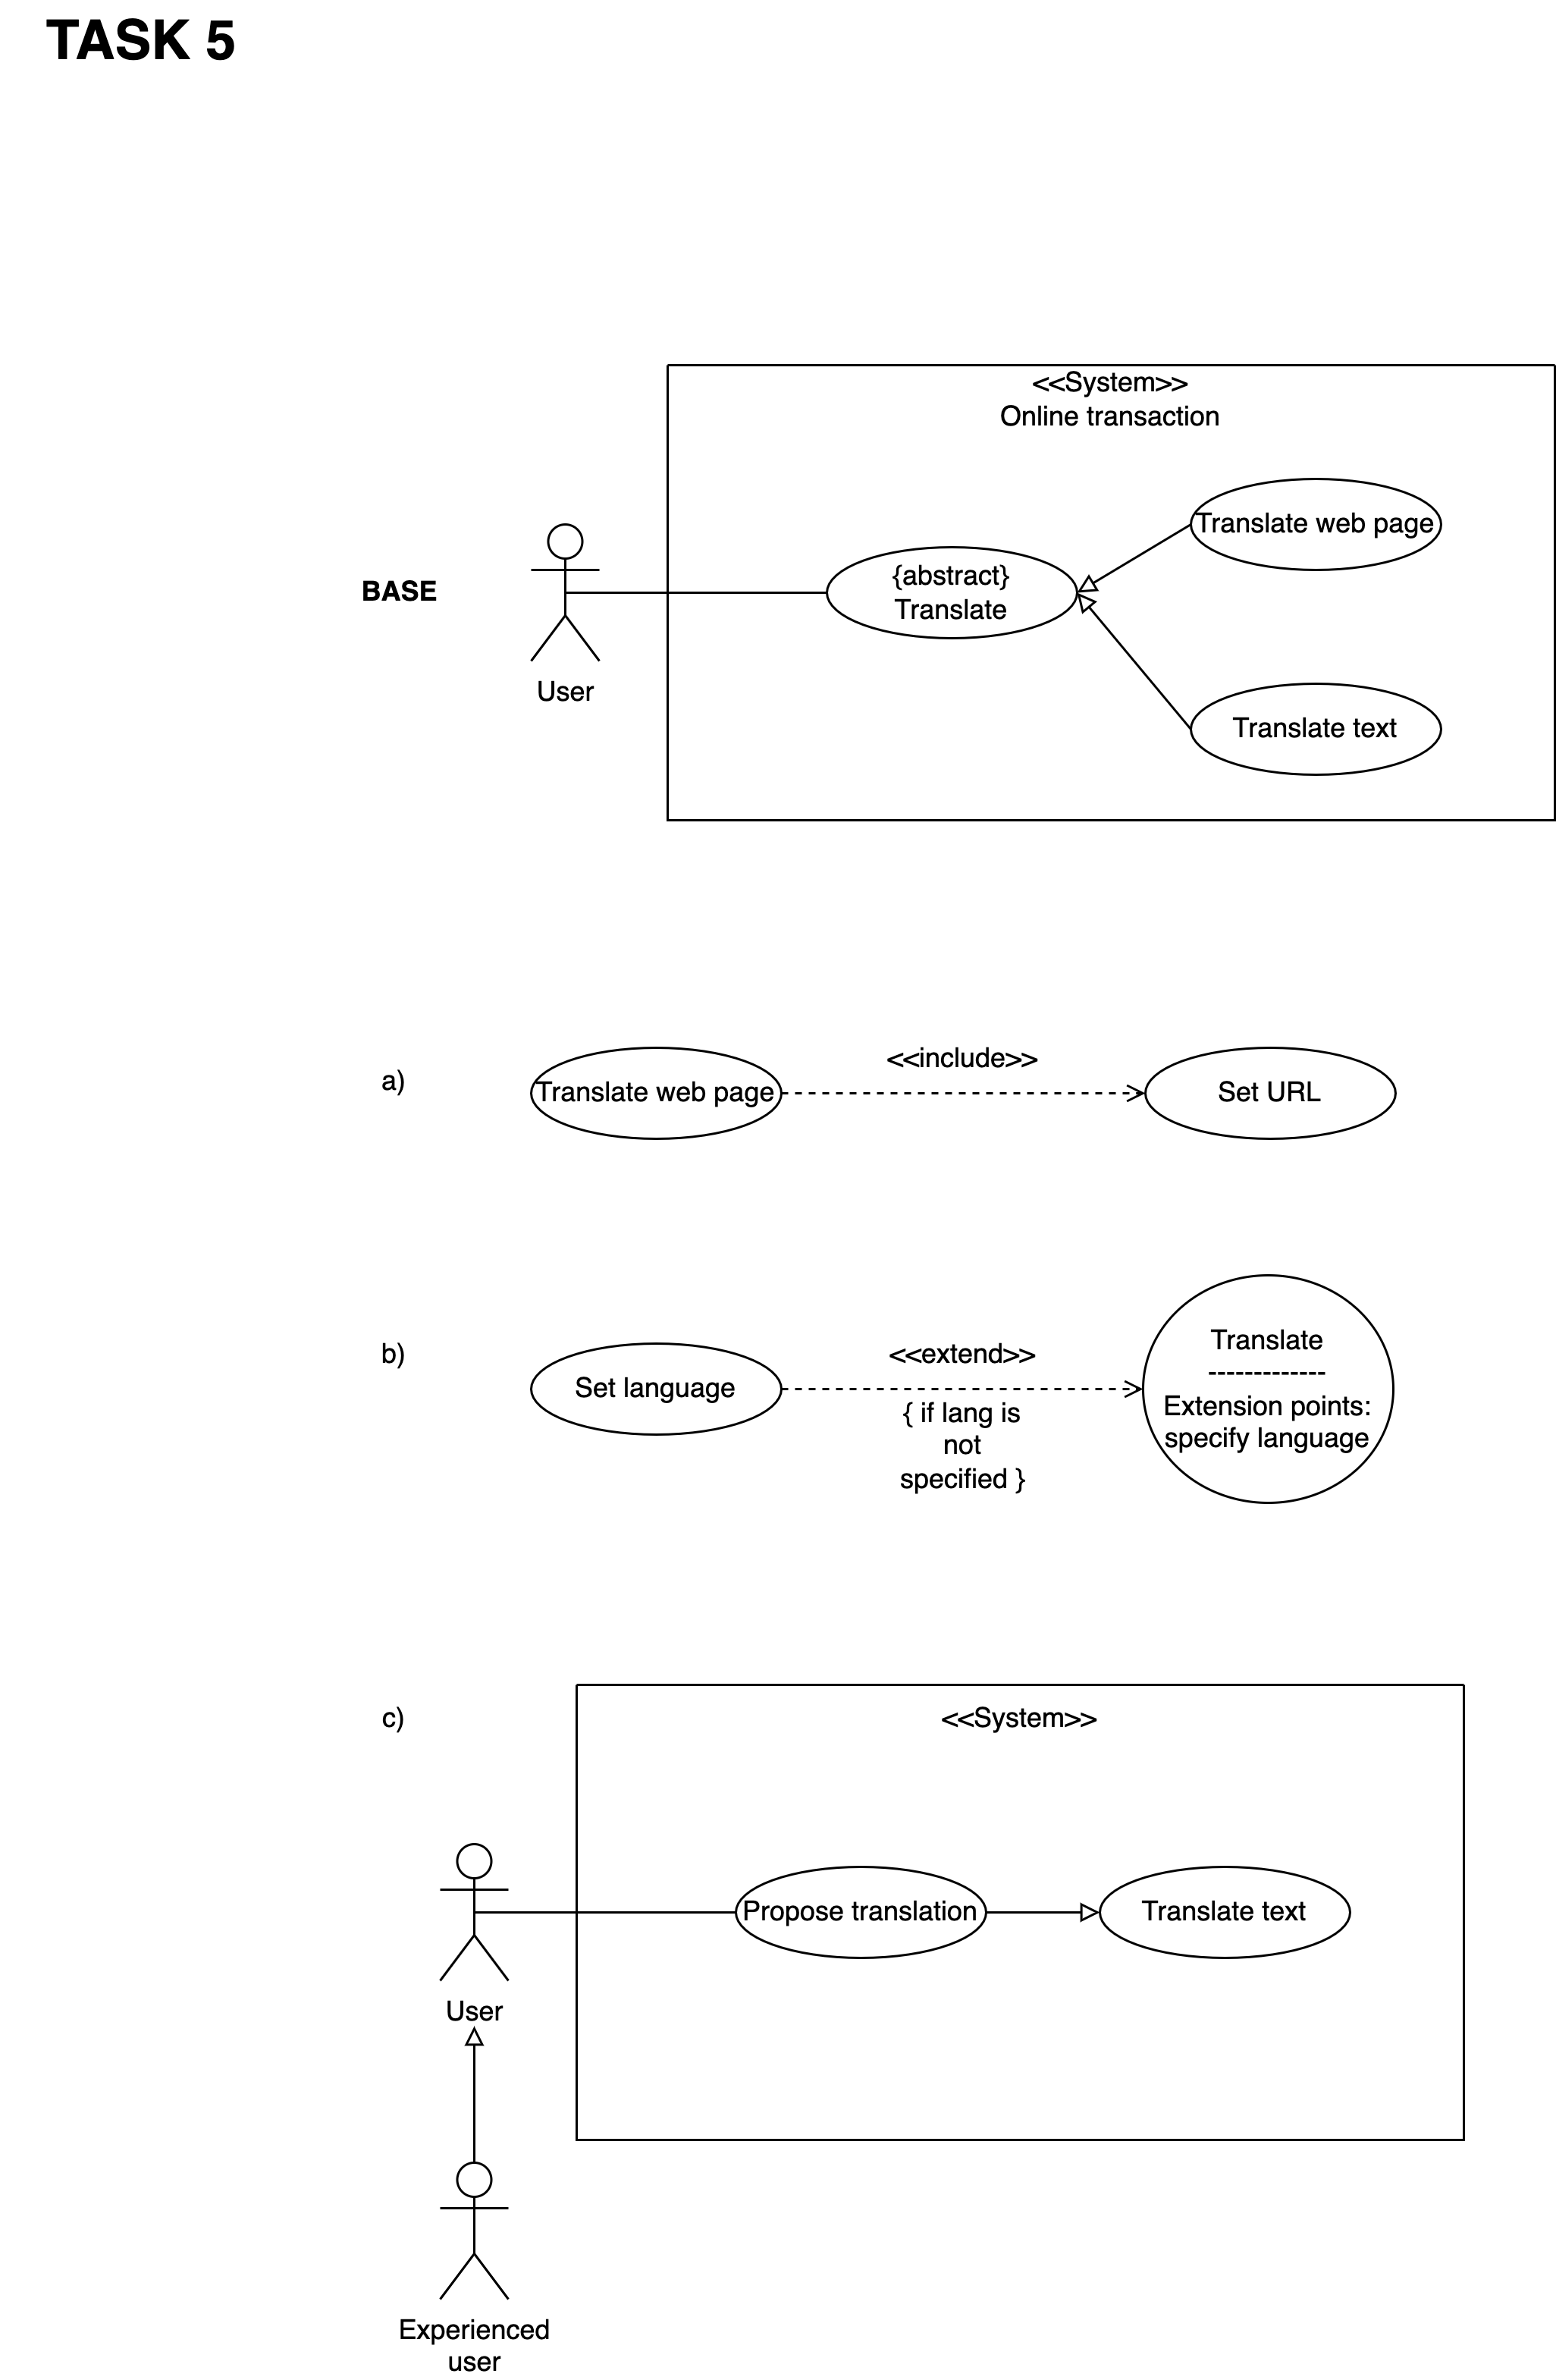 TASK 5
<<System>>
Online transaction
Translate web page
BASE
{abstract}
Translate
User
Translate text
a)
Translate web page
<<include>>
Set URL
b)
Set language
<<extend>>
{ if lang is
not
specified }
Translate
-------------
Extension points:
specify language
c)
<<System>>
Propose translation
Translate text
User
Experienced
user